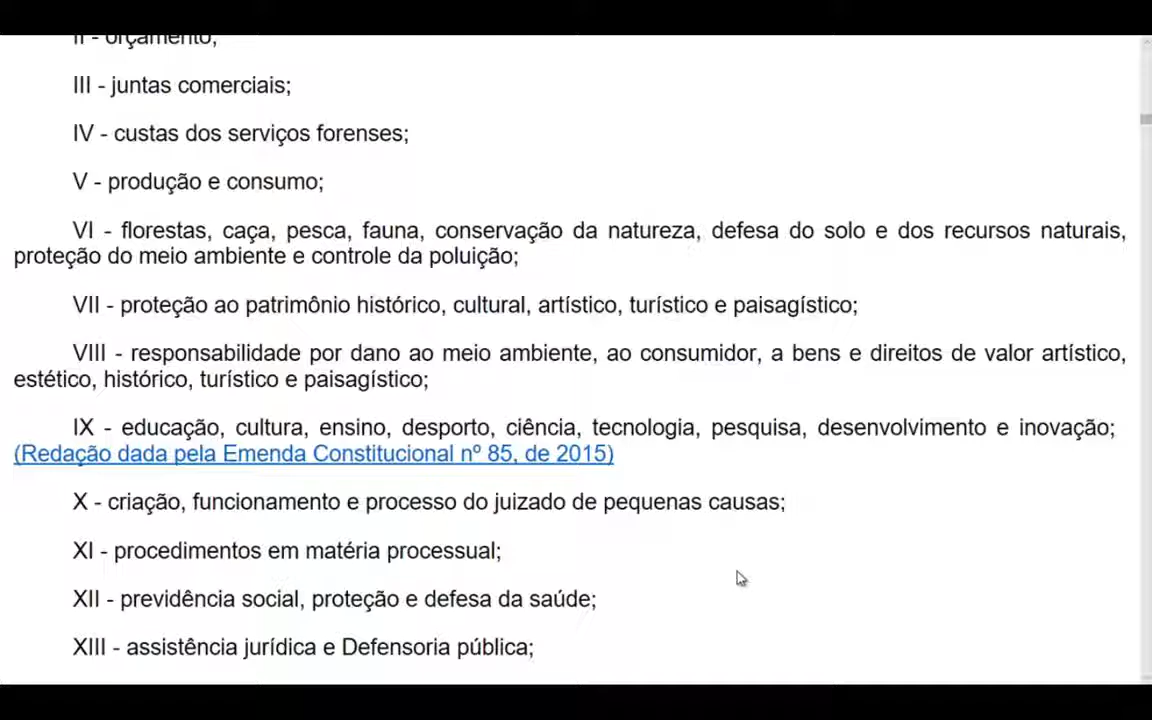 II - orçamento;
III - juntas comerciais;
IV - custas dos serviços forenses;
V - produção e consumo;
VI - florestas, caça, pesca, fauna, conservação da natureza, defesa do solo e dos recursos naturais,
proteção do meio ambiente e controle da poluição;
VII - proteção ao patrimônio histórico, cultural, artístico, turístico e paisagístico;
VIII - responsabilidade por dano ao meio ambiente, ao consumidor, a bens e direitos de valor artístico,
estético, histórico, turístico e paisagístico;
IX - educação, cultura, ensino, desporto, ciência, tecnologia, pesquisa, desenvolvimento e inovação;
(Redação dada pela Emenda Constitucional nº 85, de 2015)
X - criação, funcionamento e processo do juizado de pequenas causas;
XI - procedimentos em matéria processual;
XII - previdência social, proteção e defesa da saúde;
XIII - assistência jurídica e Defensoria pública;